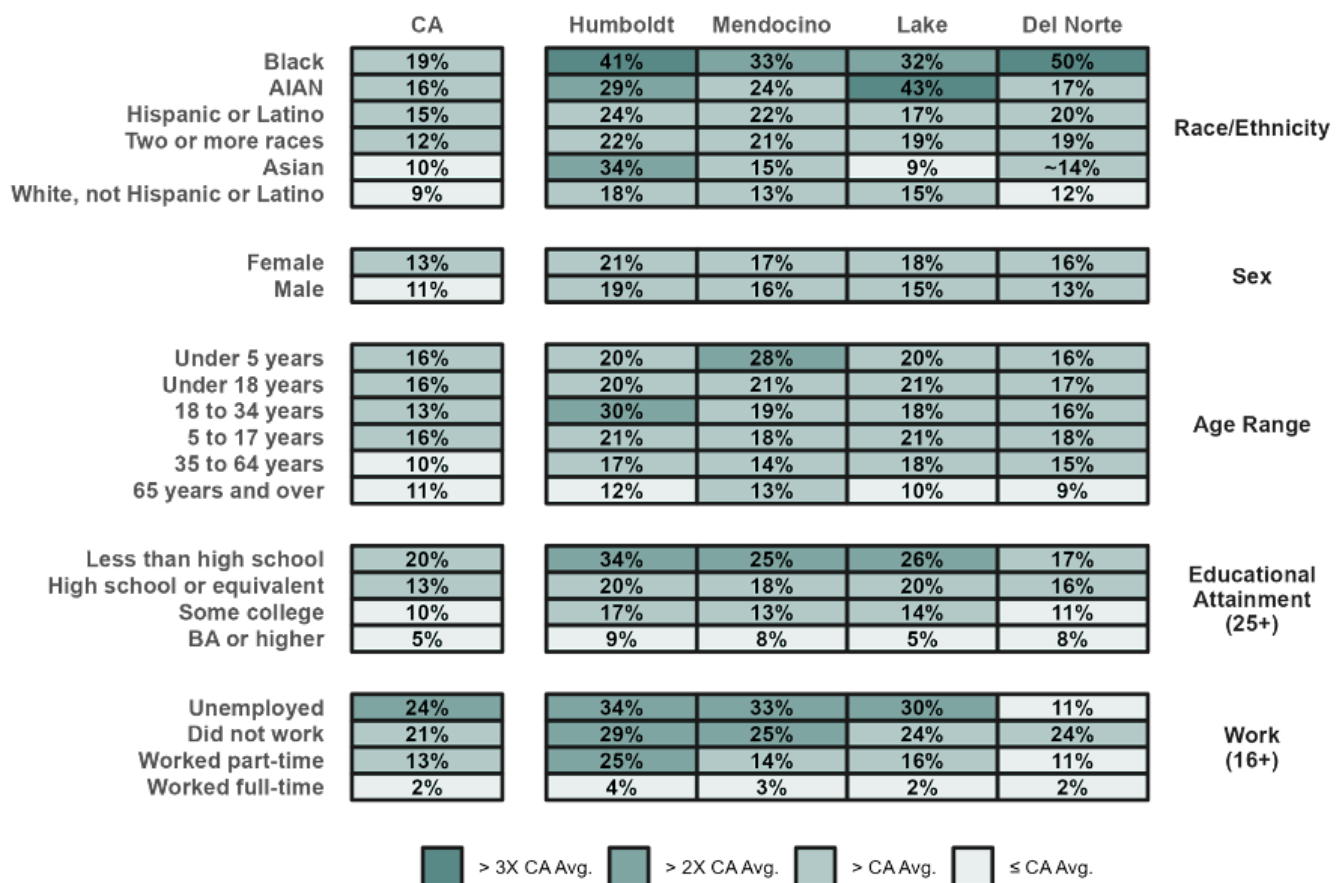 CA Humboldt Mendocino Lake Del Norte
Black 19% 41% 33% 32% 50%
AIAN 16% 29% 24% 43% 17%
Hispanic or Latino 15% 24% 22% 17% 20%
Two or more races 12% 22% 21% 19% 19%
Asian 10% 34% 15% 9% ~14%
White, not Hispanic or Latino 9% 18% 13% 15% 12%
Race/Ethnicity
Female 13% 21% 17% 18% 16%
Male 11% 19% 16% 15% 13%
Sex
Under 5 years 16% 20% 28% 20% 16%
Under 18 years 16% 20% 21% 21% 17%
18 to 34 years 13% 30% 19% 18% 16%
5 to 17 years 16% 21% 18% 21% 18%
35 to 64 years 10% 17% 14% 18% 15%
65 years and over 11% 12% 13% 10% 9%
Age Range
Less than high school 20% 34% 25% 26% 17%
High school or equivalent 13% 20% 18% 20% 16%
Some college 10% 17% 13% 14% 11%
BA or higher 5% 9% 8% 5% 8%
Educational
Attainment
(25+)
Unemployed 24% 34% 33% 30% 11%
Did not work 21% 29% 25% 24% 24%
Worked part-time 13% 25% 14% 16% 11%
Worked full-time 2% 4% 3% 2% 2%
Work
(16+)
> 3X CA Avg. > 2X CA Avg. > CA Avg. ≤ CA Avg.